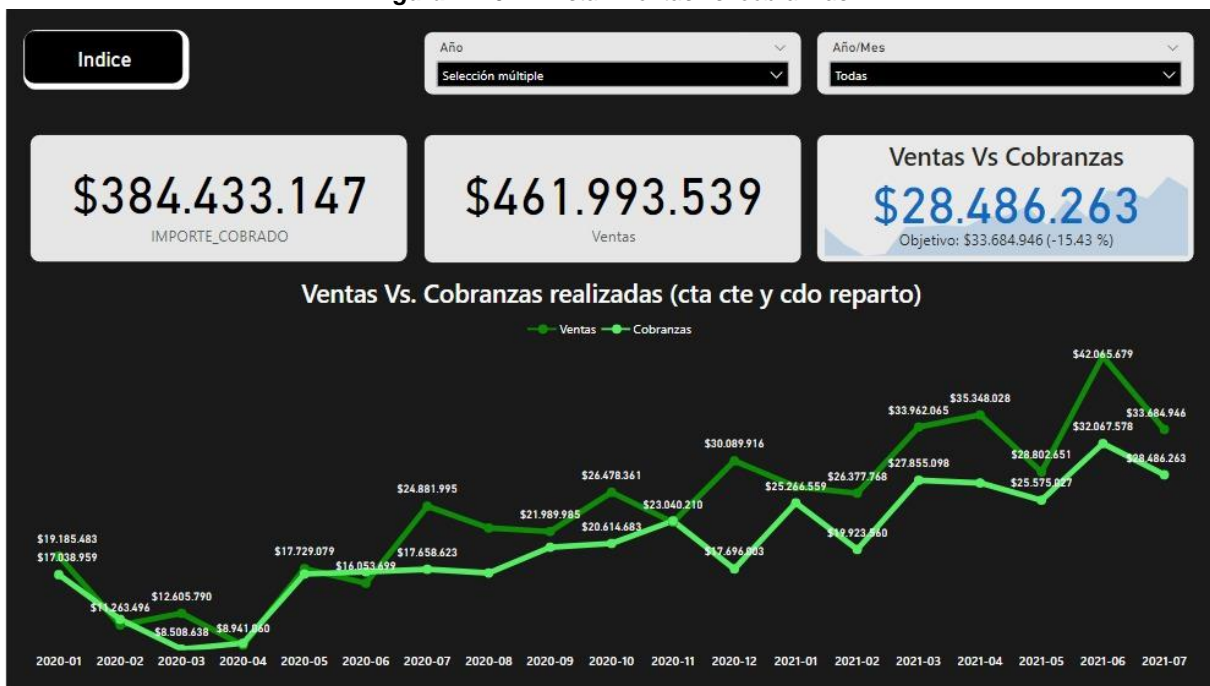 Indice
Año
Selección múltiple
Año/Mes
Todas
$384.433.147
IMPORTE_COBRADO
$461.993.539
Ventas
Ventas Vs Cobranzas
$28.486.263
Objetivo: $33.684.946 (-15.43 %)
Ventas Vs. Cobranzas realizadas (cta cte y cdo reparto)
Ventas Cobranzas
$42.065.679
$35.348.028
$33.962.065
$33.684.946
$32.067.578
$30.089.916
$28.802.651
$28.486.263
$27.855.098
$26.478.361
$26.377.768
$25.266.559
$25.575.827
$24.881.995
$23.040.210
$21.989.985
$20.614.683
$19.923.560
$19.185.483
$17.038.959
$17.729.079
$17.658.623
$17.696.003
$16.053.699
$12.605.790
$11.263.496
$8.508.638
$8.941.060
2020-01 2020-02 2020-03 2020-04 2020-05 2020-06 2020-07 2020-08 2020-09 2020-10 2020-11 2020-12 2021-01 2021-02 2021-03 2021-04 2021-05 2021-06 2021-07